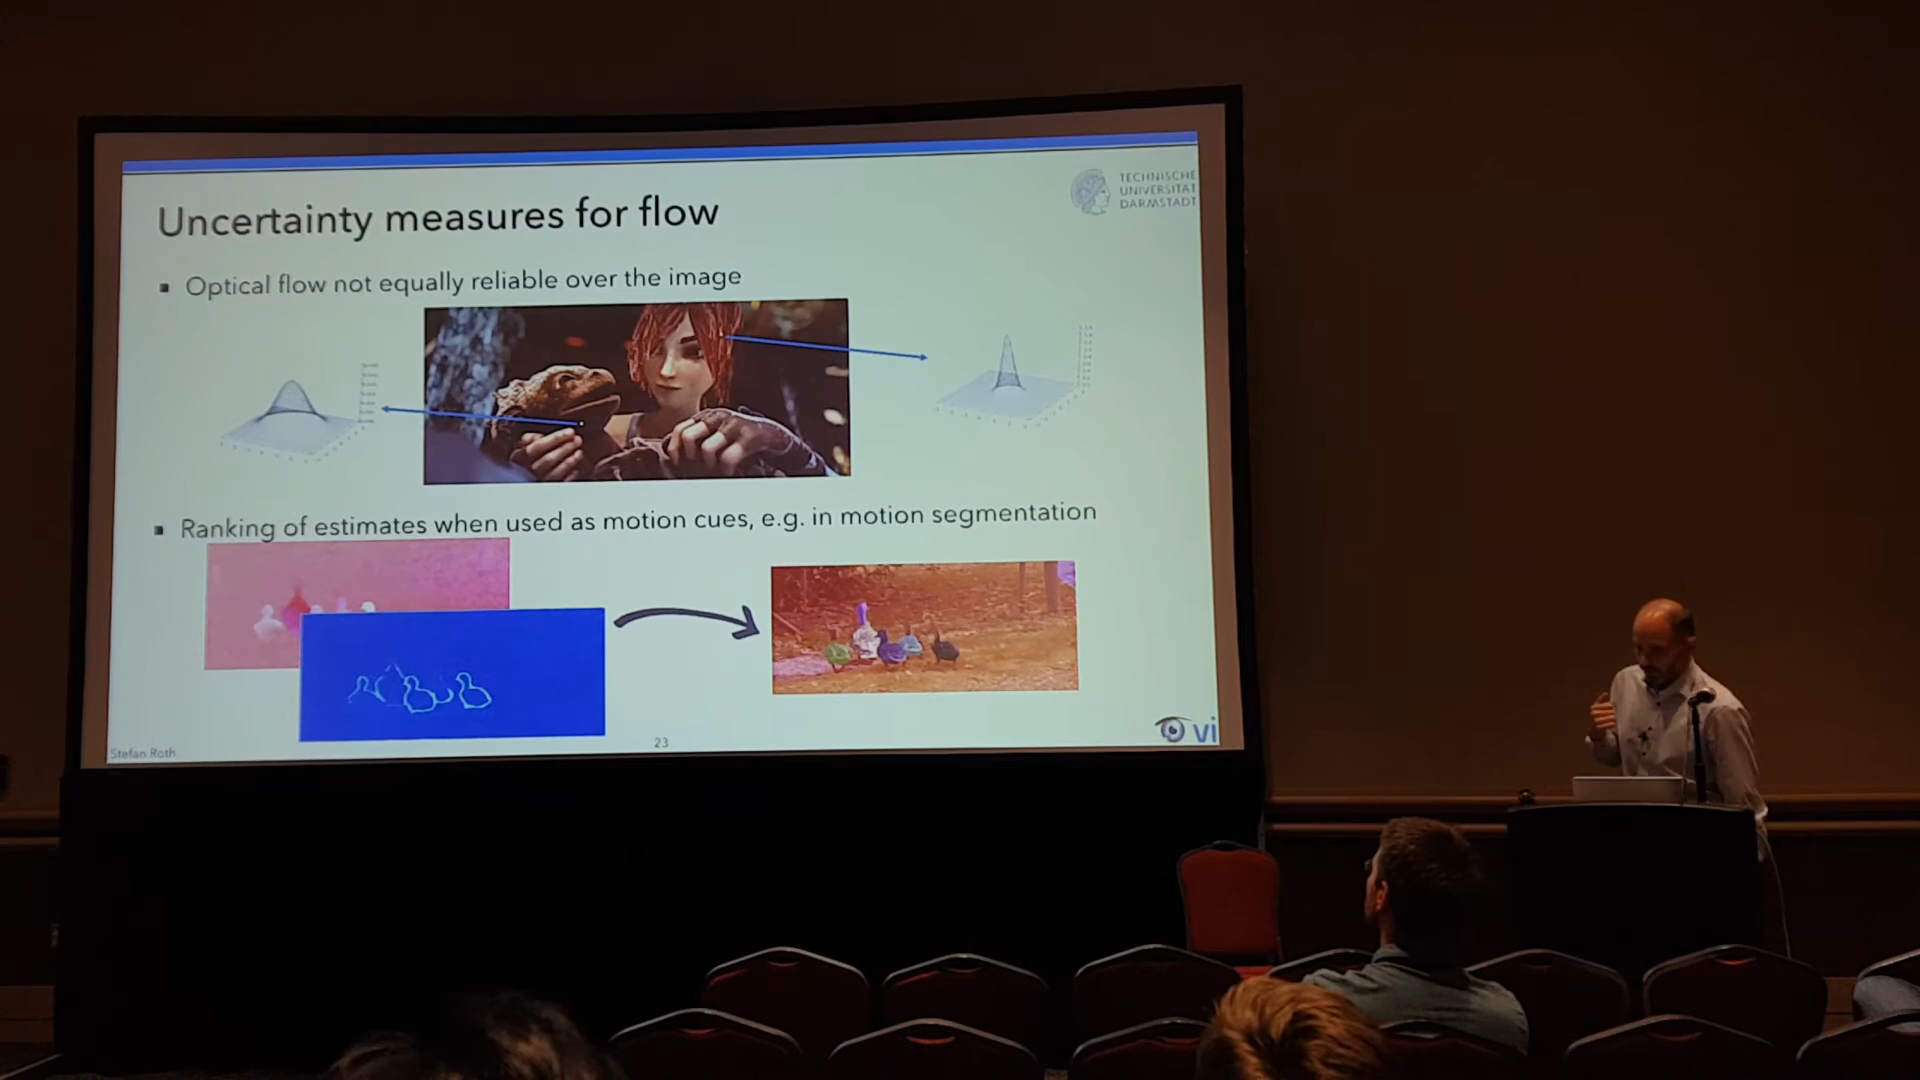 TECHNISCHE
UNIVERSITÄT
DARMSTADT
Uncertainty measures for flow
Optical flow not equally reliable over the image
Ranking of estimates when used as motion cues, e.g. in motion segmentation
Stefan Roth
23
vi